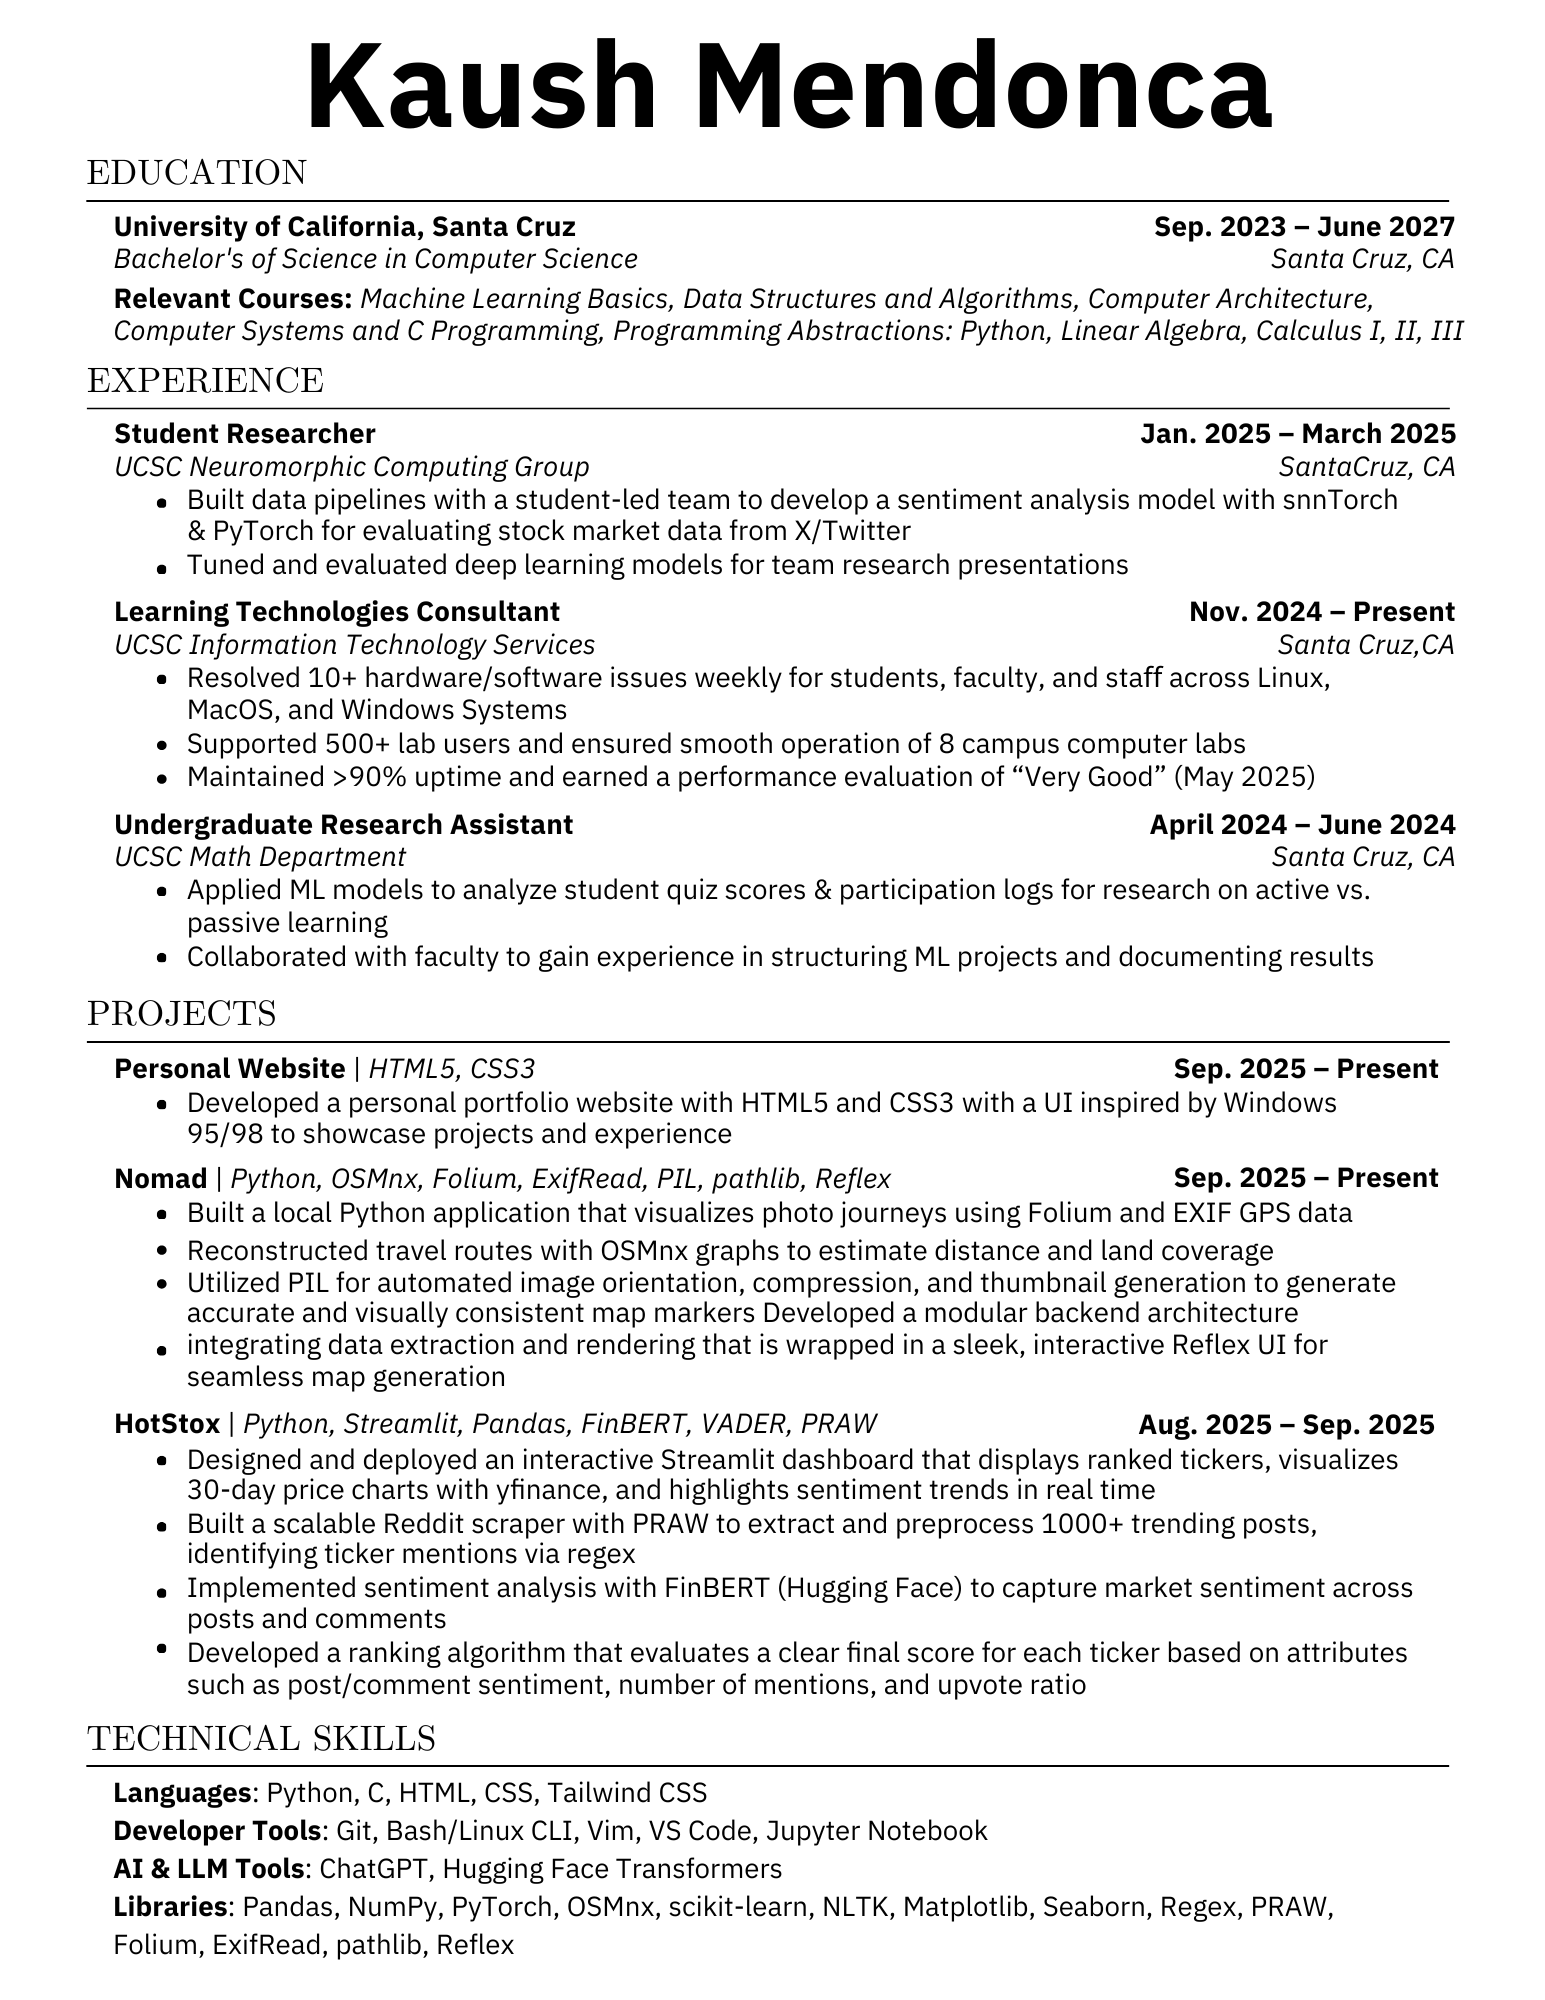 Kaush Mendonca
EDUCATION
University of California, Santa Cruz Sep. 2023 – June 2027
Bachelor's of Science in Computer Science Santa Cruz, CA
Relevant Courses: Machine Learning Basics, Data Structures and Algorithms, Computer Architecture,
Computer Systems and C Programming, Programming Abstractions: Python, Linear Algebra, Calculus I, II, III
EXPERIENCE
Student Researcher Jan. 2025 – March 2025
UCSC Neuromorphic Computing Group SantaCruz, CA
• Built data pipelines with a student-led team to develop a sentiment analysis model with snnTorch
& PyTorch for evaluating stock market data from X/Twitter
• Tuned and evaluated deep learning models for team research presentations
Learning Technologies Consultant Nov. 2024 – Present
UCSC Information Technology Services Santa Cruz,CA
• Resolved 10+ hardware/software issues weekly for students, faculty, and staff across Linux,
MacOS, and Windows Systems
• Supported 500+ lab users and ensured smooth operation of 8 campus computer labs
• Maintained >90% uptime and earned a performance evaluation of “Very Good” (May 2025)
Undergraduate Research Assistant April 2024 – June 2024
UCSC Math Department Santa Cruz, CA
• Applied ML models to analyze student quiz scores & participation logs for research on active vs.
passive learning
• Collaborated with faculty to gain experience in structuring ML projects and documenting results
PROJECTS
Personal Website | HTML5, CSS3 Sep. 2025 – Present
• Developed a personal portfolio website with HTML5 and CSS3 with a UI inspired by Windows
95/98 to showcase projects and experience
Nomad | Python, OSMnx, Folium, ExifRead, PIL, pathlib, Reflex Sep. 2025 – Present
• Built a local Python application that visualizes photo journeys using Folium and EXIF GPS data
• Reconstructed travel routes with OSMnx graphs to estimate distance and land coverage
• Utilized PIL for automated image orientation, compression, and thumbnail generation to generate
accurate and visually consistent map markers Developed a modular backend architecture
• integrating data extraction and rendering that is wrapped in a sleek, interactive Reflex UI for
seamless map generation
HotStox | Python, Streamlit, Pandas, FinBERT, VADER, PRAW Aug. 2025 – Sep. 2025
• Designed and deployed an interactive Streamlit dashboard that displays ranked tickers, visualizes
30-day price charts with yfinance, and highlights sentiment trends in real time
• Built a scalable Reddit scraper with PRAW to extract and preprocess 1000+ trending posts,
identifying ticker mentions via regex
• Implemented sentiment analysis with FinBERT (Hugging Face) to capture market sentiment across
posts and comments
• Developed a ranking algorithm that evaluates a clear final score for each ticker based on attributes
such as post/comment sentiment, number of mentions, and upvote ratio
TECHNICAL SKILLS
Languages: Python, C, HTML, CSS, Tailwind CSS
Developer Tools: Git, Bash/Linux CLI, Vim, VS Code, Jupyter Notebook
AI & LLM Tools: ChatGPT, Hugging Face Transformers
Libraries: Pandas, NumPy, PyTorch, OSMnx, scikit-learn, NLTK, Matplotlib, Seaborn, Regex, PRAW,
Folium, ExifRead, pathlib, Reflex